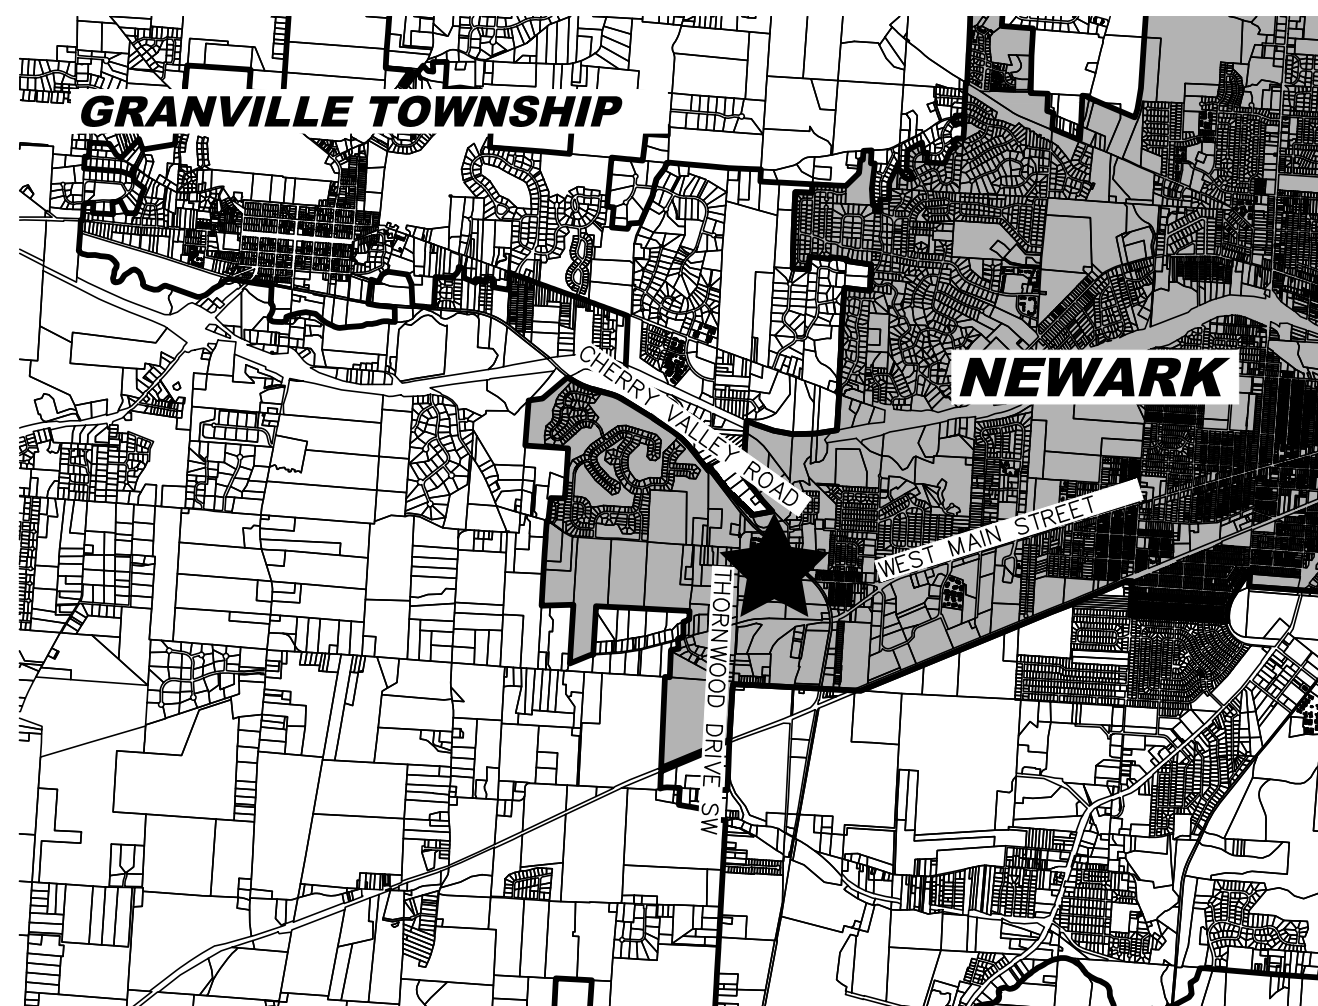 GRANVILLE TOWNSHIP
NEWARK
CHERRY VALLEY ROAD
WEST MAIN STREET
THORNWOOD DRIVE SW